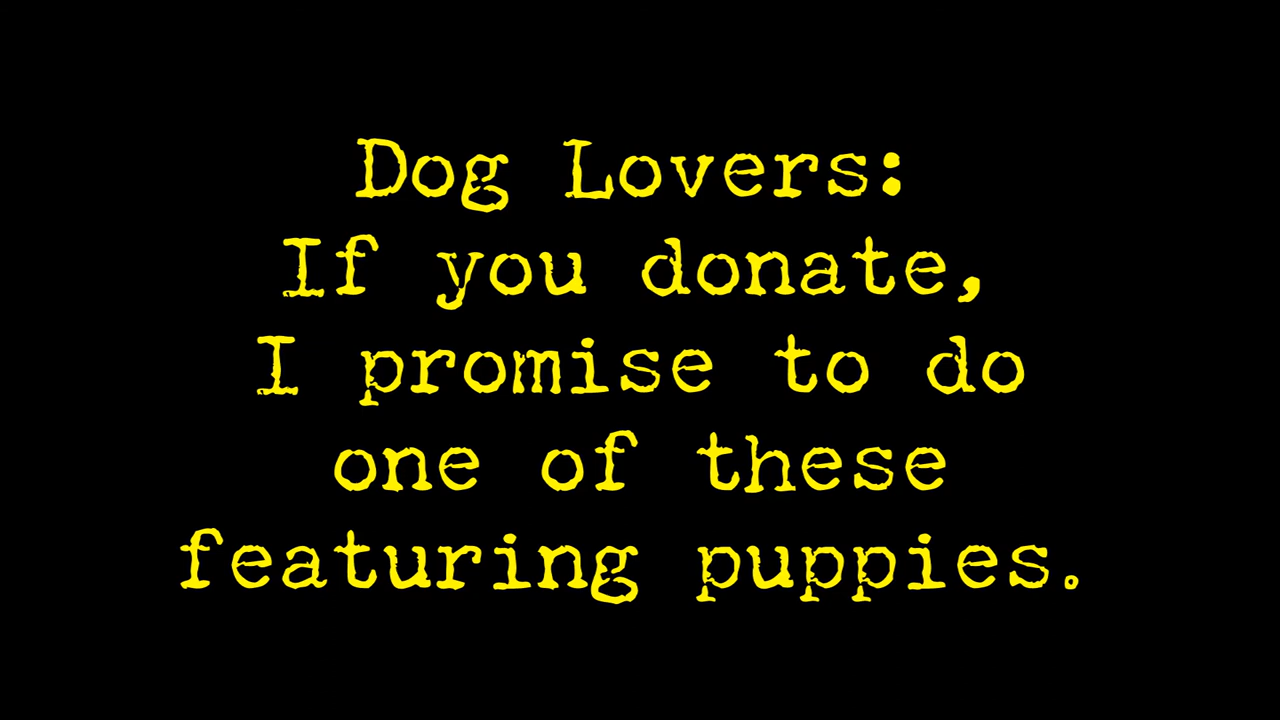 Dog Lovers:
If you donate,
I promise to do
one of these
featuring puppies.